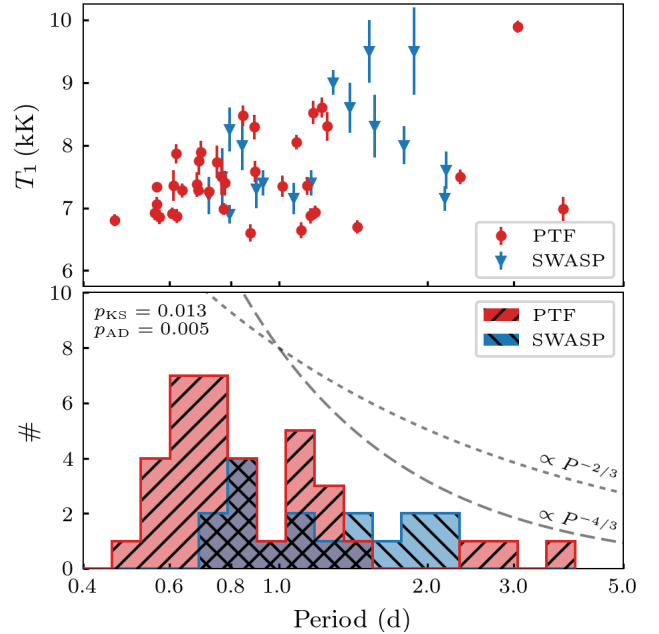 10
9
8
7
6
T1 (kK)
PTF
SWASP
10
8
6
4
2
0
#
pKS = 0.013
pAD = 0.005
PTF
SWASP
∝ P^−2/3
∝ P^−4/3
0.4 0.6 0.8 1.0 2.0 3.0 5.0
Period (d)